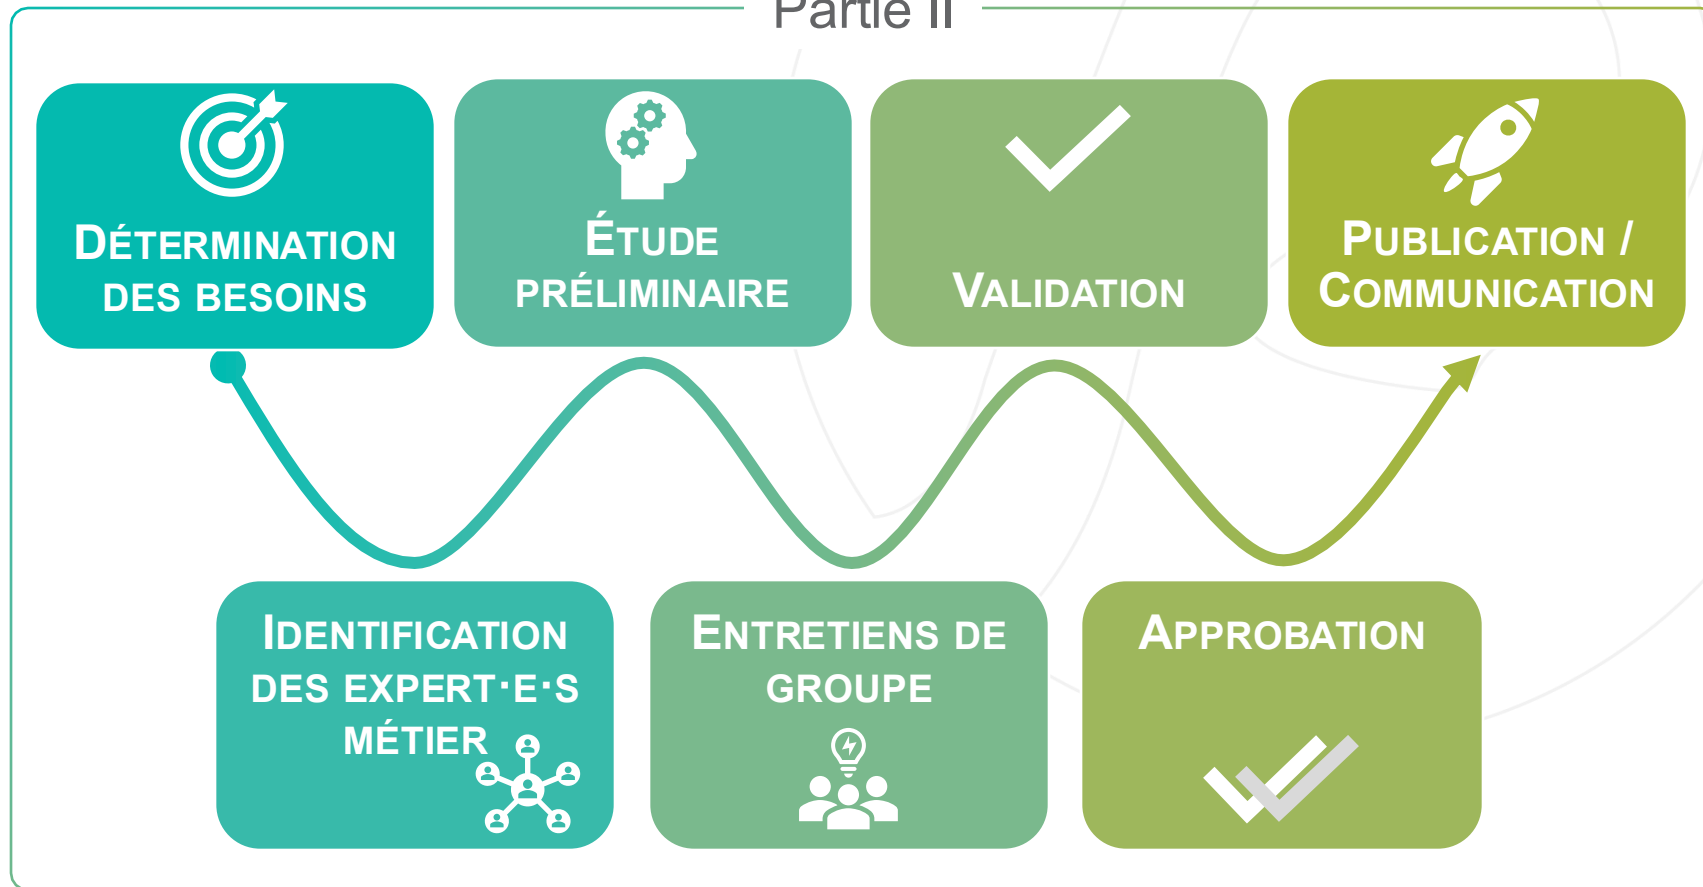 Partie II
DÉTERMINATION
DES BESOINS
ÉTUDE
PRÉLIMINAIRE
VALIDATION
PUBLICATION /
COMMUNICATION
IDENTIFICATION
DES EXPERT·E·S
MÉTIER
ENTRETIENS DE
GROUPE
APPROBATION